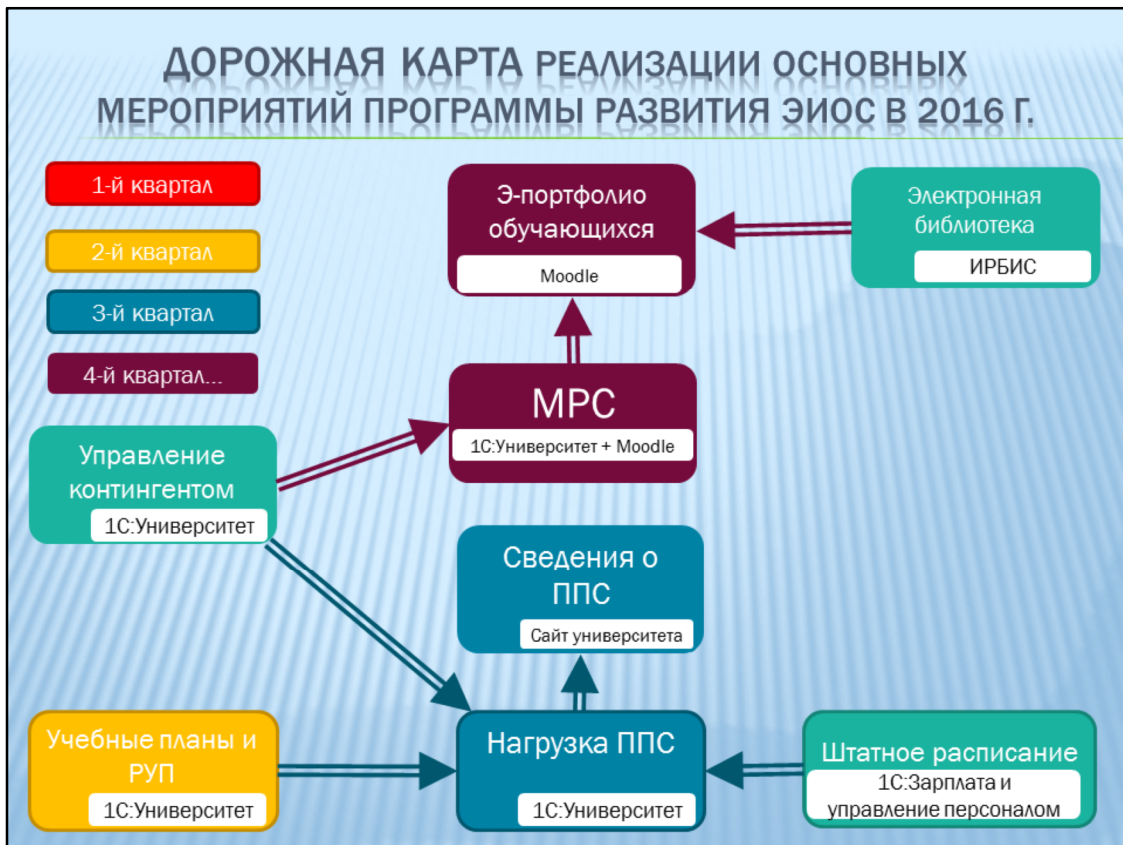 ДОРОЖНАЯ КАРТА РЕАЛИЗАЦИИ ОСНОВНЫХ
МЕРОПРИЯТИЙ ПРОГРАММЫ РАЗВИТИЯ ЭИОС В 2016 Г.
1-й квартал
2-й квартал
3-й квартал
4-й квартал...
Э-портфолио
обучающихся
Moodle
Электронная
библиотека
ИРБИС
МРС
1С:Университет + Moodle
Управление
контингентом
1С:Университет
Сведения о
ППС
Сайт университета
Учебные планы и
РУП
1С:Университет
Нагрузка ППС
1С:Университет
Штатное расписание
1С:Зарплата и
управление персоналом